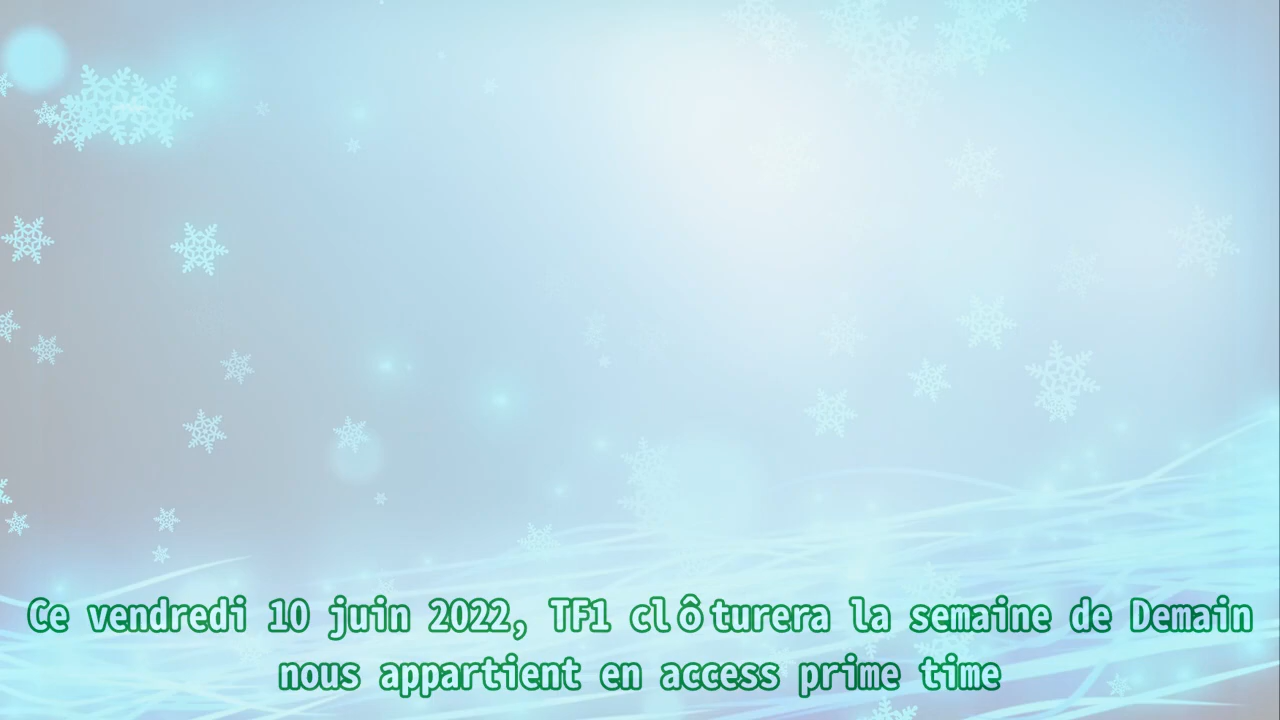 Ce vendredi 10 juin 2022, TF1 clôturera la semaine de Demain
nous appartient en access prime time